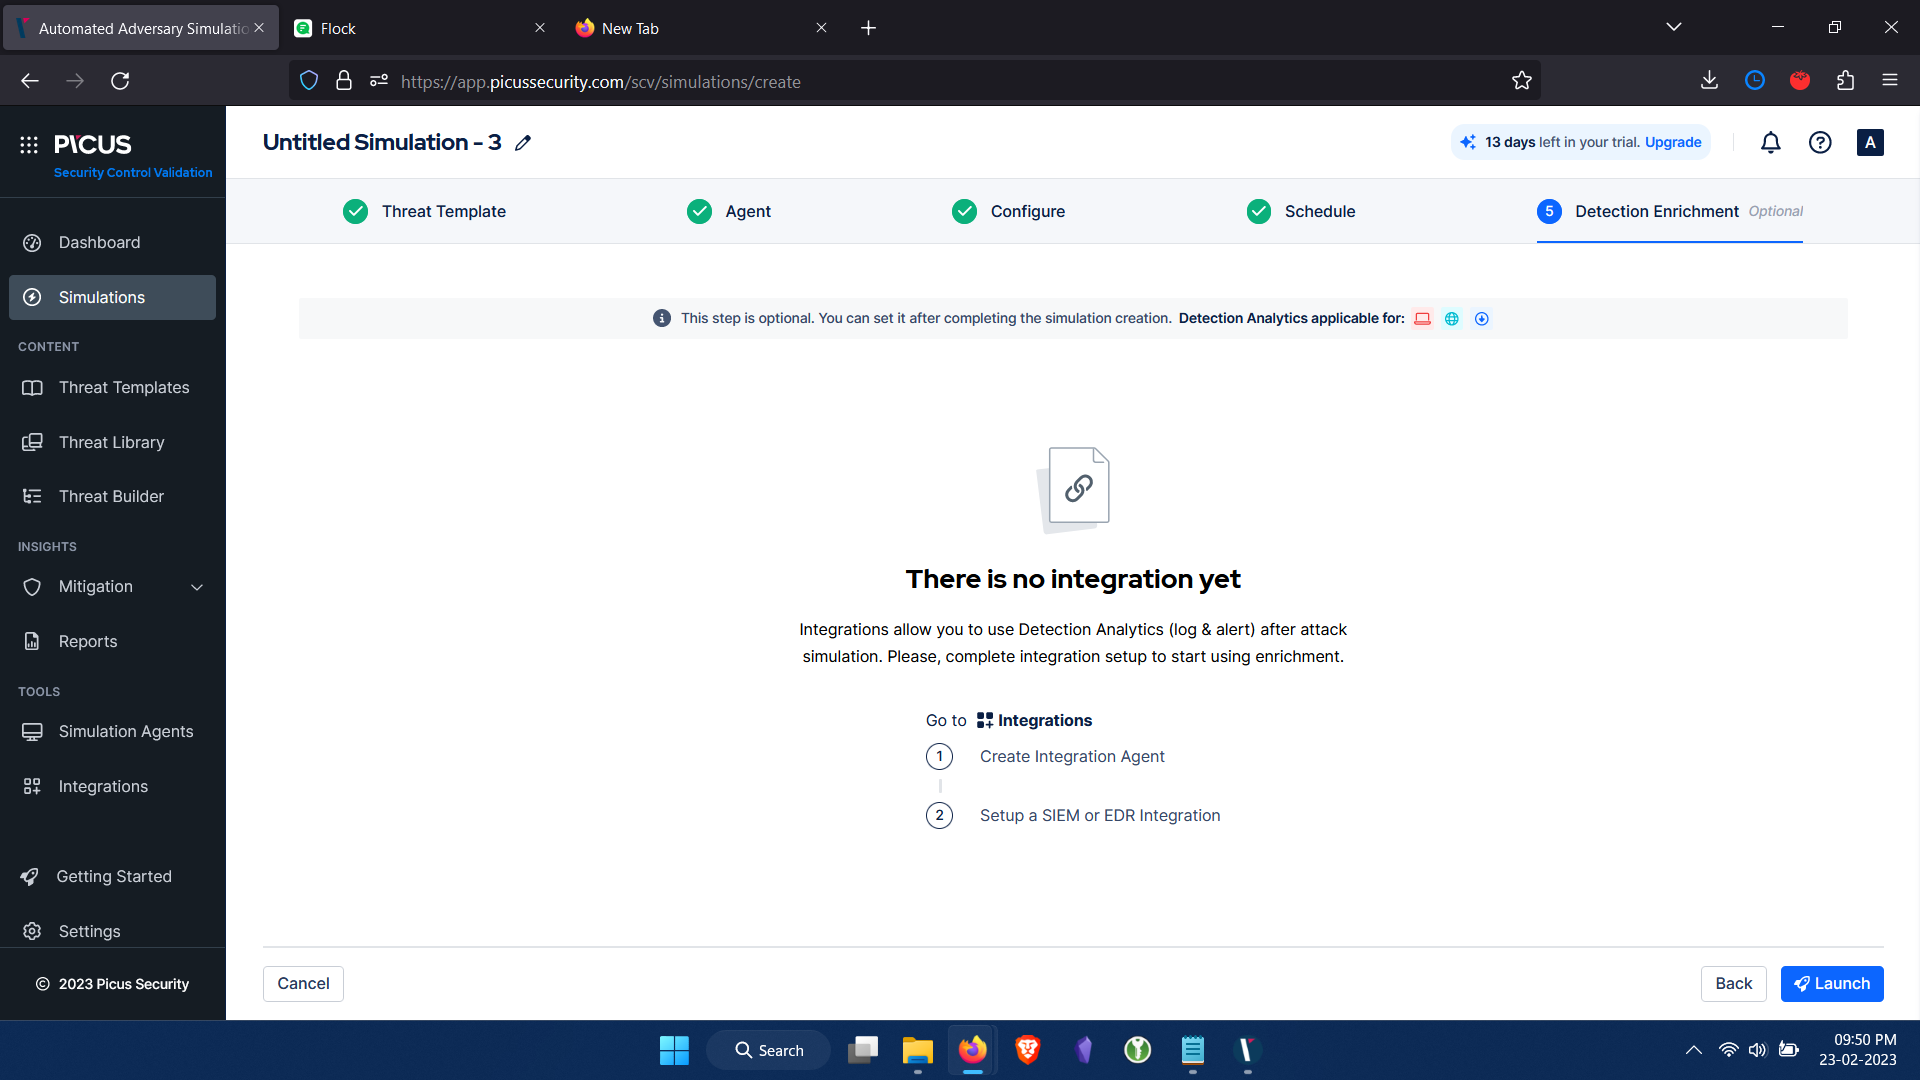 Automated Adversary Simulatio
Flock
New Tab
https://app.picussecurity.com/scv/simulations/create
PICUS
Security Control Validation
Untitled Simulation - 3
13 days left in your trial. Upgrade
A
Threat Template
Agent
Configure
Schedule
5 Detection Enrichment Optional
Dashboard
Simulations
CONTENT
Threat Templates
Threat Library
Threat Builder
INSIGHTS
Mitigation
Reports
TOOLS
Simulation Agents
Integrations
Getting Started
Settings
© 2023 Picus Security
This step is optional. You can set it after completing the simulation creation. Detection Analytics applicable for:
There is no integration yet
Integrations allow you to use Detection Analytics (log & alert) after attack
simulation. Please, complete integration setup to start using enrichment.
Go to Integrations
1 Create Integration Agent
2 Setup a SIEM or EDR Integration
Cancel
Back
Launch
Search
09:50 PM
23-02-2023